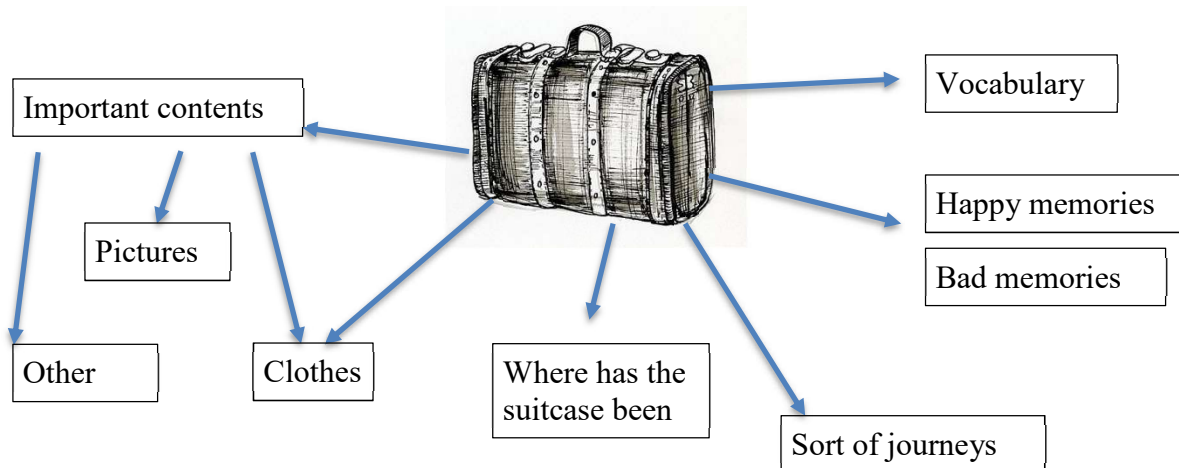 Important contents
Vocabulary
Happy memories
Bad memories
Pictures
Other
Clothes
Where has the
suitcase been
Sort of journeys